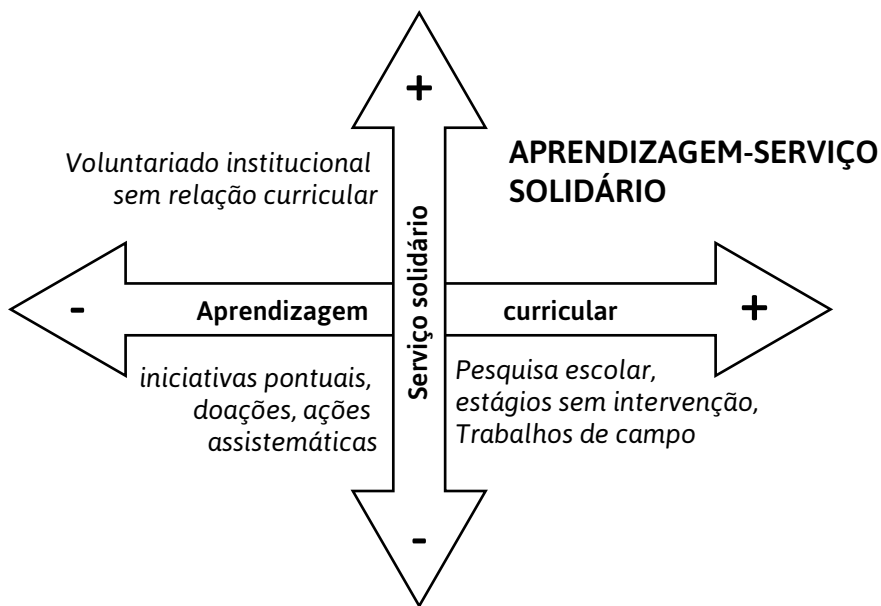 +
Voluntariado institucional
sem relação curricular
APRENDIZAGEM-SERVIÇO
SOLIDÁRIO
Serviço solidário
-
Aprendizagem
curricular
+
iniciativas pontuais,
doações, ações
assistemáticas
Pesquisa escolar,
estágios sem intervenção,
Trabalhos de campo
-